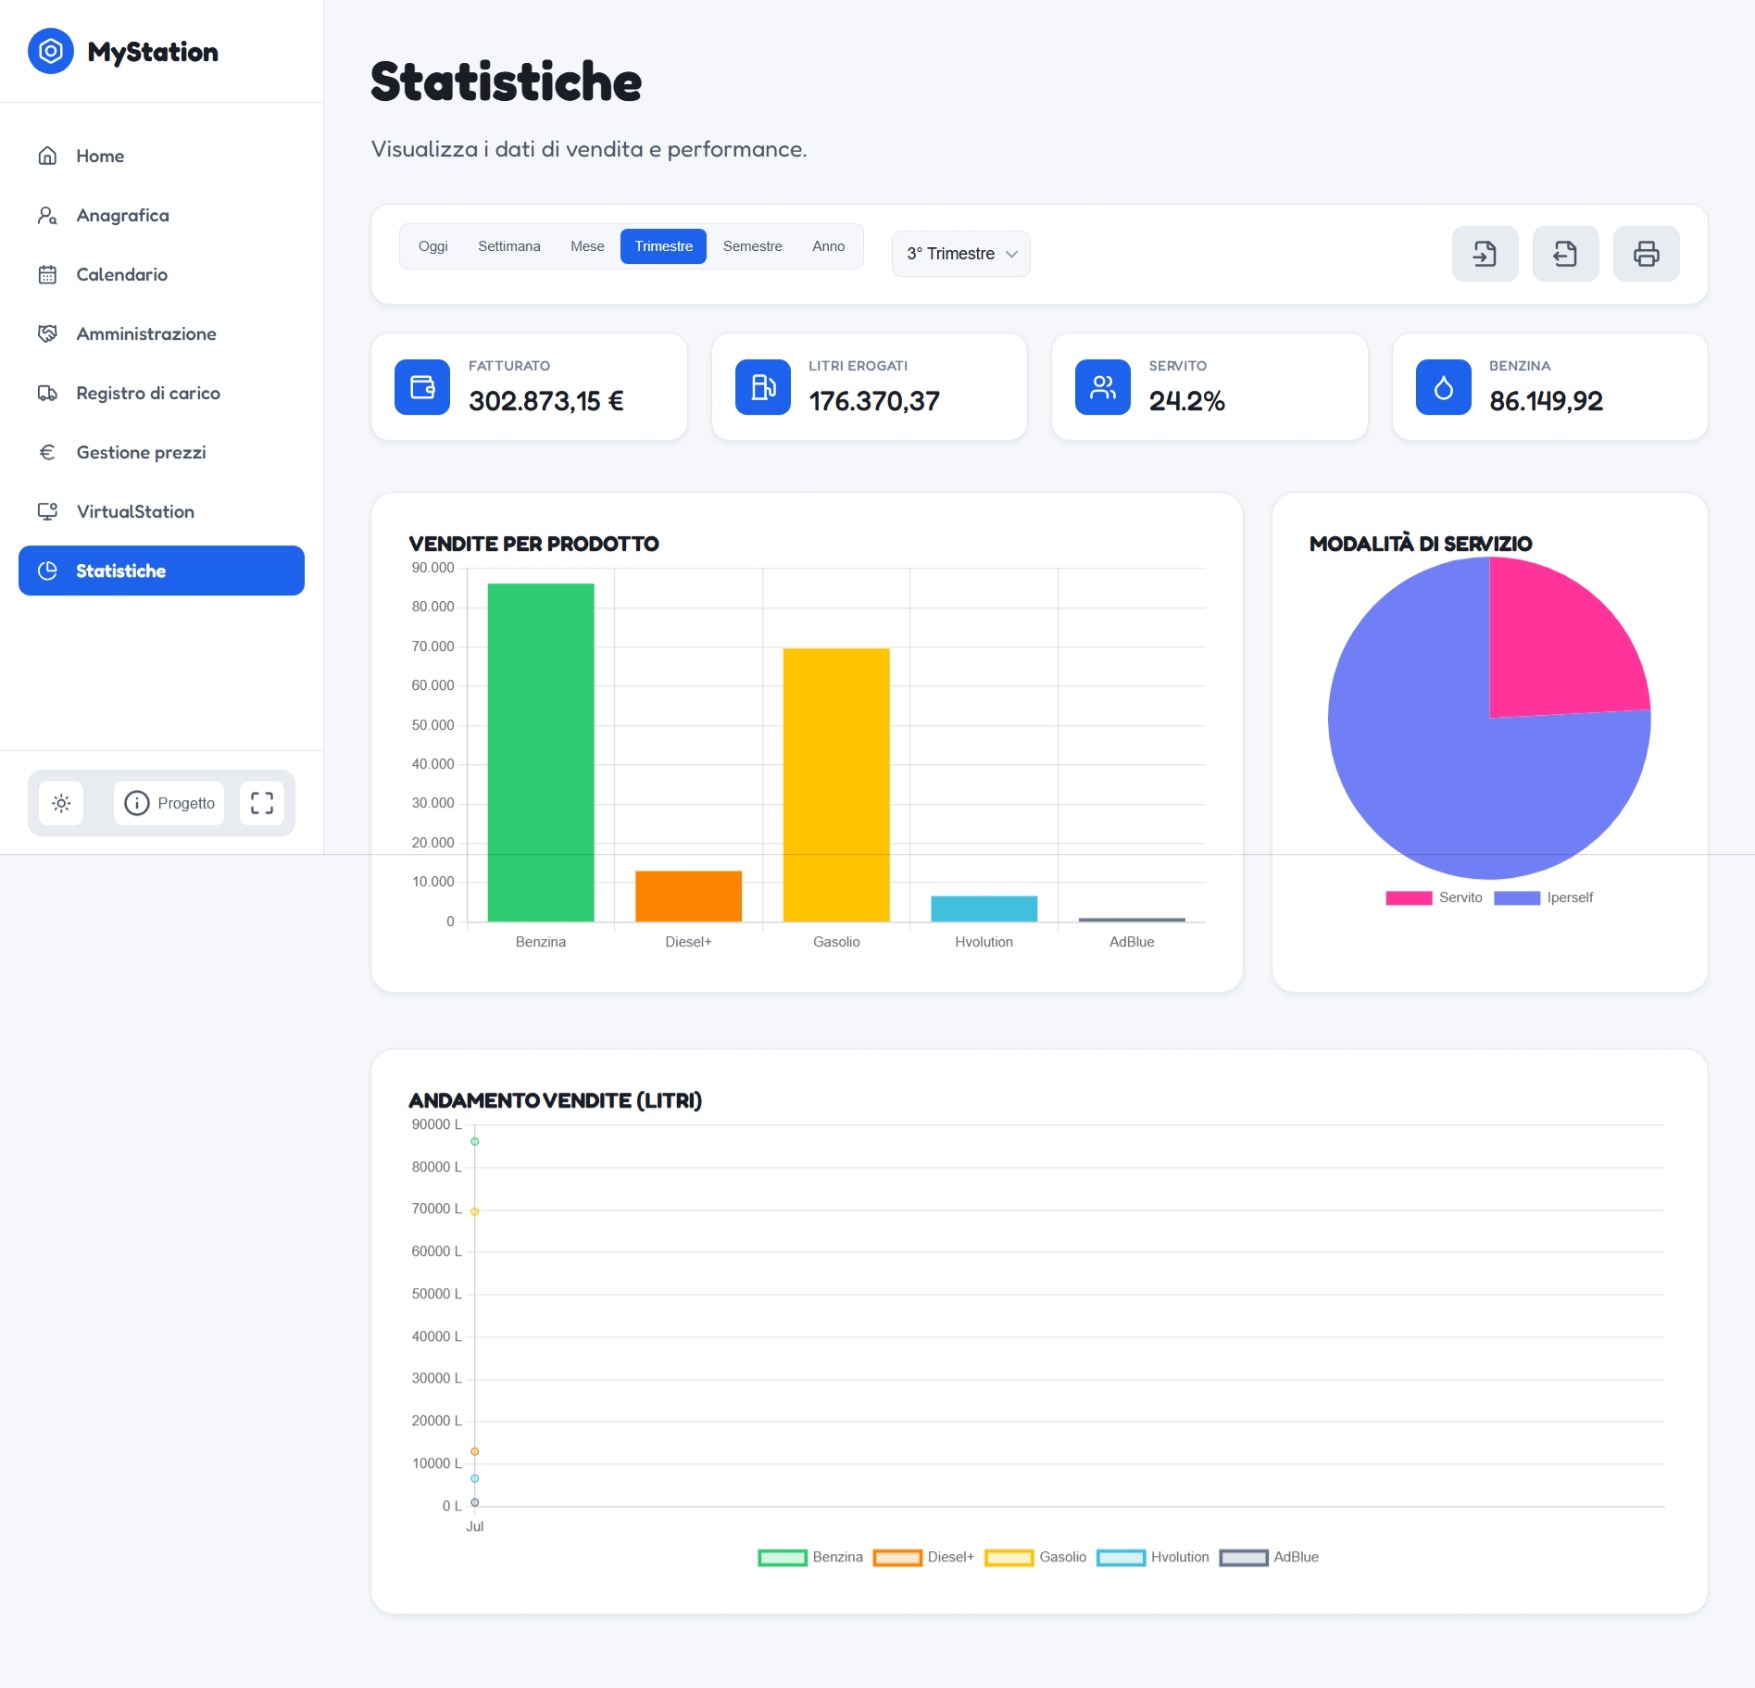 MyStation
Home
Anagrafica
Calendario
Amministrazione
Registro di carico
Gestione prezzi
VirtualStation
Statistiche
Progetto
Statistiche
Visualizza i dati di vendita e performance.
Oggi Settimana Mese Trimestre Semestre Anno
3° Trimestre
FATTURATO
302.873,15 €
LITRI EROGATI
176.370,37
SERVITO
24.2%
BENZINA
86.149,92
VENDITE PER PRODOTTO
90.000
80.000
70.000
60.000
50.000
40.000
30.000
20.000
10.000
0
Benzina Diesel+ Gasolio Hvolution AdBlue
MODALITÀ DI SERVIZIO
Servito Iperself
ANDAMENTO VENDITE (LITRI)
90000 L
80000 L
70000 L
60000 L
50000 L
40000 L
30000 L
20000 L
10000 L
0 L
Jul
Benzina Diesel+ Gasolio Hvolution AdBlue